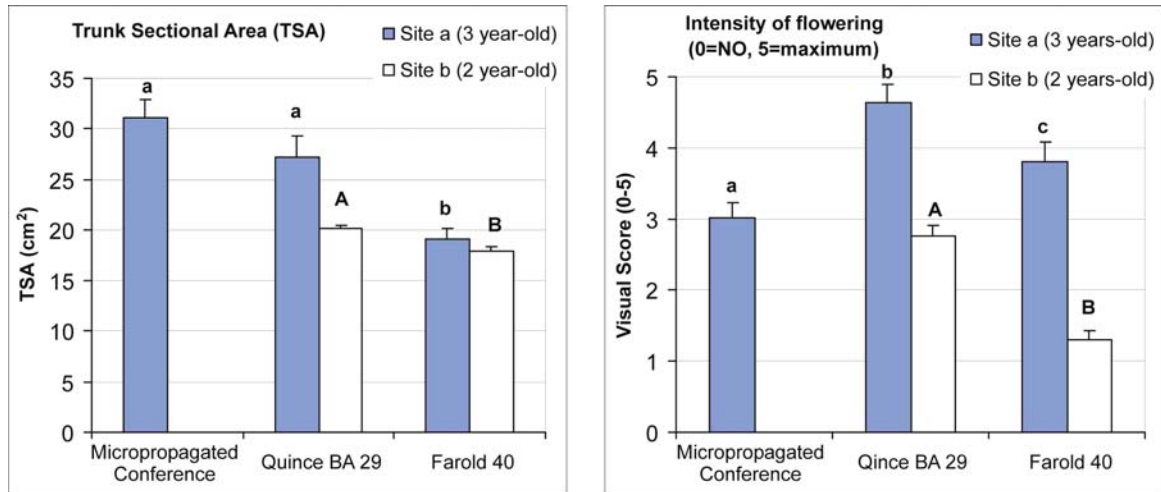 Trunk Sectional Area (TSA)
Site a (3 year-old)
Site b (2 year-old)
TSA (cm²)
35
30
25
20
15
10
5
0
a
a
A
b
B
Micropropagated
Conference
Quince BA 29
Farold 40
Intensity of flowering
(0=NO, 5=maximum)
Site a (3 years-old)
Site b (2 years-old)
Visual Score (0-5)
5
4
3
2
1
0
a
b
A
c
B
Micropropagated
Conference
Qince BA 29
Farold 40